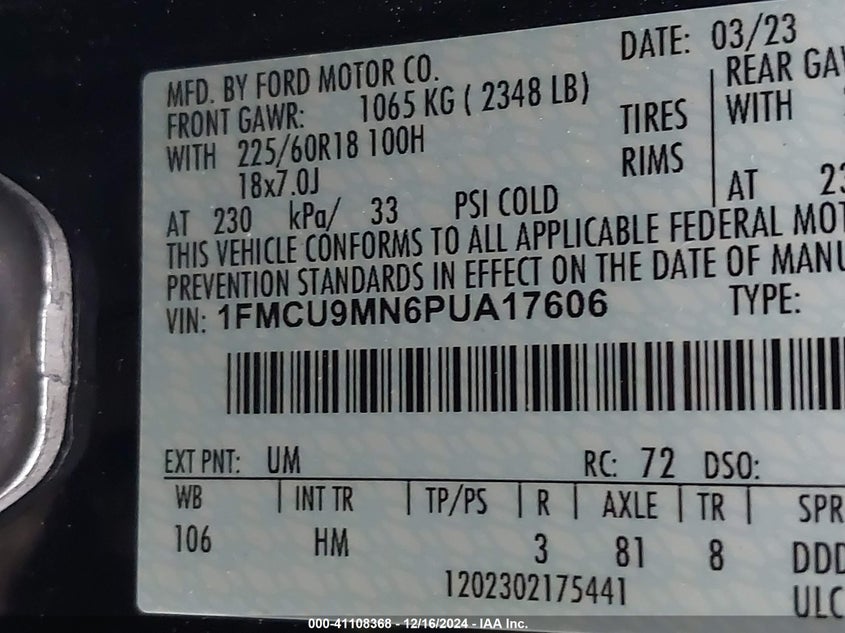 DATE: 03/23
MFD. BY FORD MOTOR CO.
FRONT GAWR: 1065 KG ( 2348 LB) REAR GA
WITH 225/60R18 100H TIRES WITH
18x7.0J RIMS
AT 230 kPa/ 33 PSI COLD AT 23
THIS VEHICLE CONFORMS TO ALL APPLICABLE FEDERAL MOT
PREVENTION STANDARDS IN EFFECT ON THE DATE OF MANU
VIN: 1FMCU9MN6PUA17606 TYPE:
EXT PNT: UM RC: 72 DSO:
WB INT TR TP/PS R AXLE TR SPR
106 HM 3 81 8 DDD
1202302175441 ULC
000-41108368 - 12/16/2024 - IAA Inc.